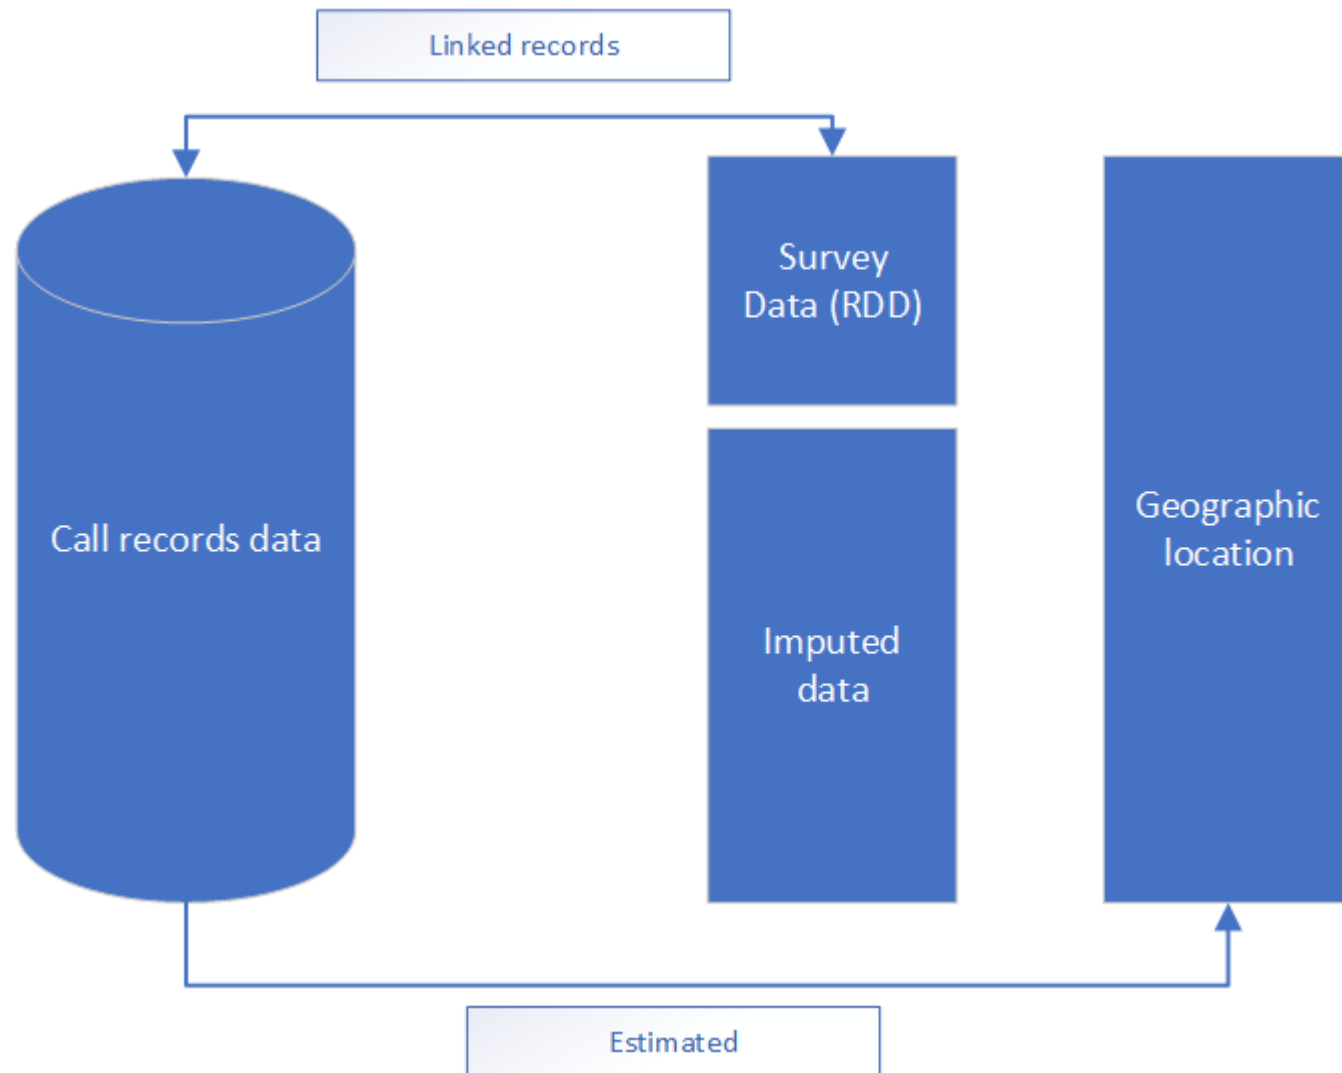 Linked records
Survey
Data (RDD)
Call records data
Geographic
location
Imputed
data
Estimated